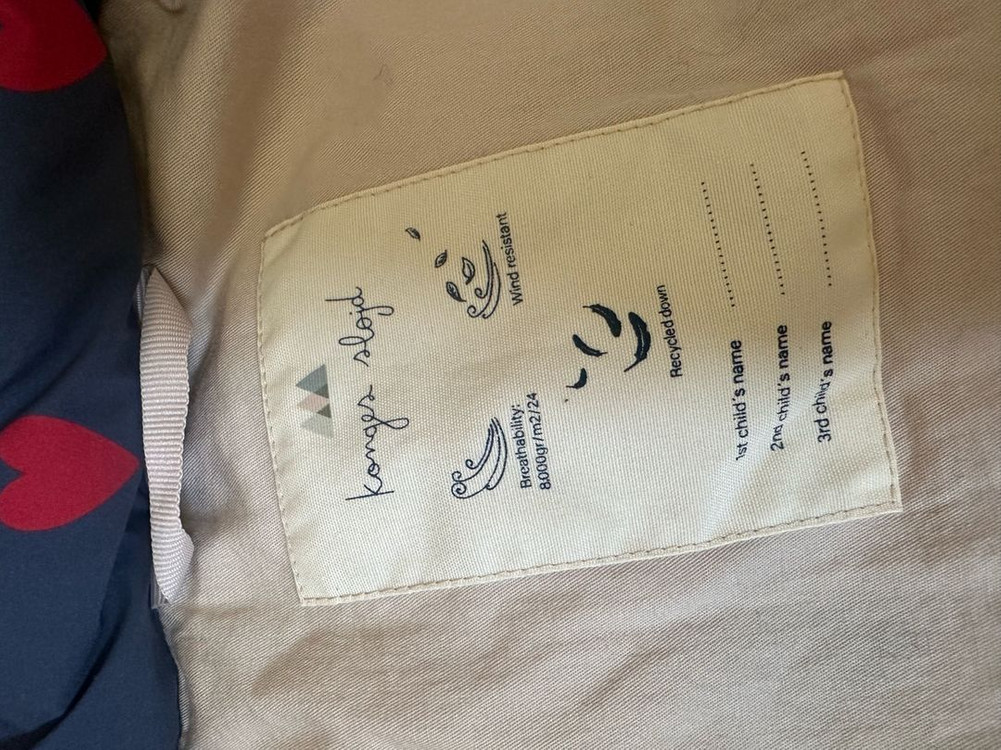 konges sløjd
Wind resistant
Breathability:
8.000gr/m2/24
Recycled down
1st child's name
2nd child's name
3rd child's name